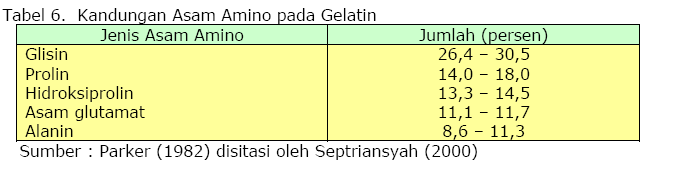 Tabel 6.  Kandungan Asam Amino pada Gelatin
Jenis Asam Amino Jumlah (persen)
Glisin 26,4 – 30,5
Prolin 14,0 – 18,0
Hidroksiprolin 13,3 – 14,5
Asam glutamat 11,1 – 11,7
Alanin 8,6 – 11,3
Sumber : Parker (1982) disitasi oleh Septriansyah (2000)